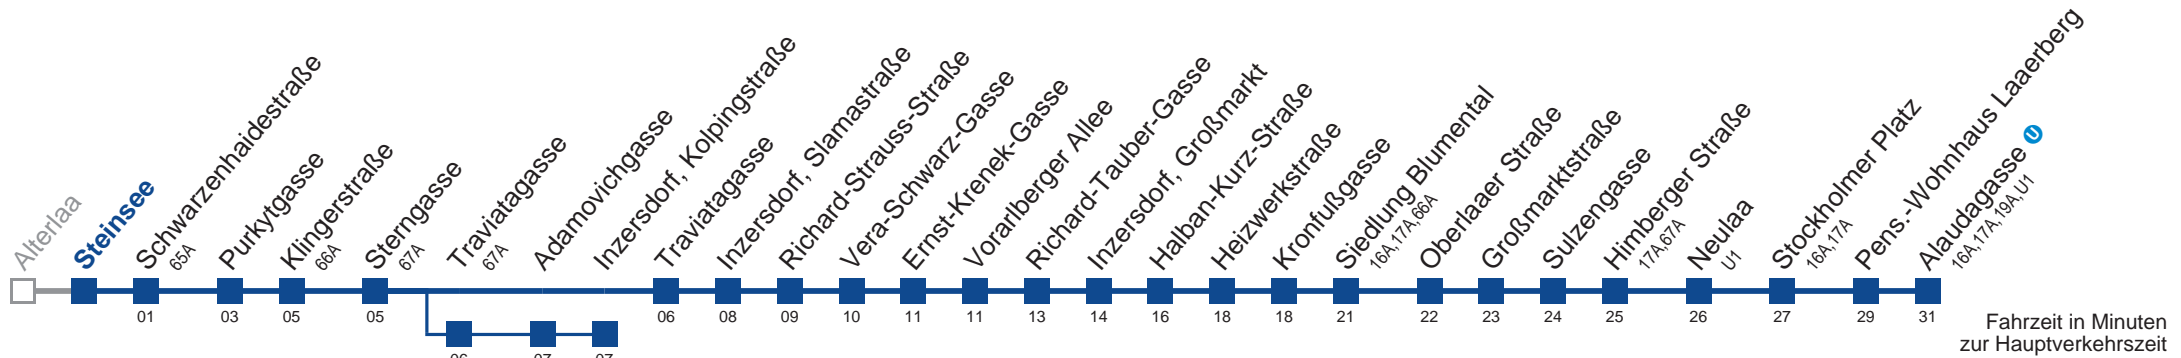 Alterlaa
Steinsee
Schwarzenhaidestraße
65A
Purkytgasse
Klingerstraße
66A
Sterngasse
67A
Traviatagasse
67A
Adamovichgasse
Inzersdorf, Kolpingstraße
Traviatagasse
Inzersdorf, Slamastraße
Richard-Strauss-Straße
Vera-Schwarz-Gasse
Ernst-Krenek-Gasse
Vorarlberger Allee
Richard-Tauber-Gasse
Inzersdorf, Großmarkt
Halban-Kurz-Straße
Heizwerkstraße
Kronfußgasse
Siedlung Blumental
16A,17A,66A
Oberlaaer Straße
Großmarktstraße
Sulzengasse
Himberger Straße
17A,67A
Neulaa
U1
Stockholmer Platz
16A,17A
Pens.-Wohnhaus Laaerberg
Alaudagasse U
16A,17A,19A,U1
01 03 05 05 06 08 09 10 11 11 13 14 16 18 18 21 22 23 24 25 26 27 29 31
06 07 07
Fahrzeit in Minuten
zur Hauptverkehrszeit